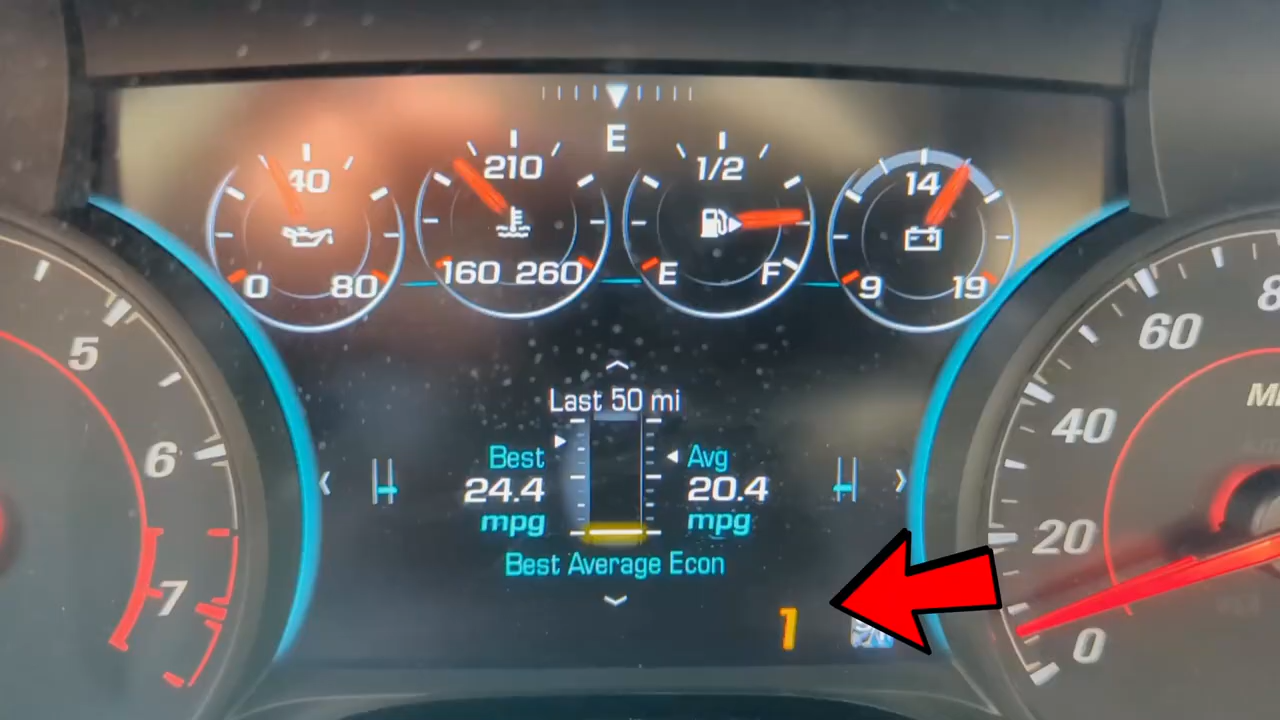 E
40
0 80
210
160 260
1/2
E F
14
9 19
5
6
7
Last 50 mi
Best
24.4
mpg
Avg
20.4
mpg
Best Average Econ
1
60
40
20
0